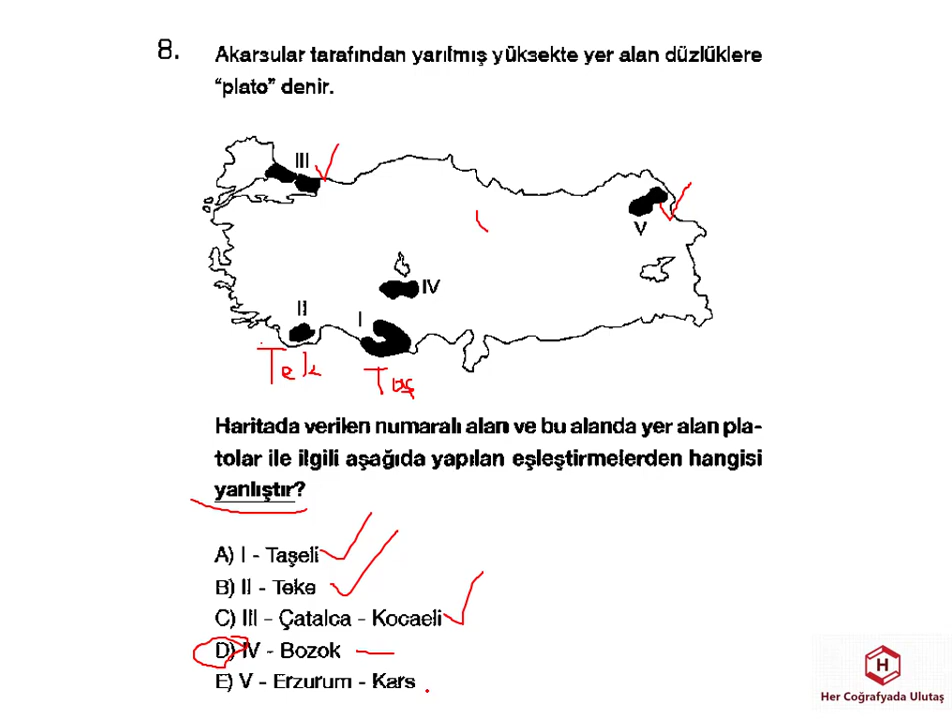 8. Akarsular tarafından yarılmış yüksekte yer alan düzlüklere
"plato" denir.
III
V
IV
II
I
Tek
Taş
Haritada verilen numaralı alan ve bu alanda yer alan pla-
tolar ile ilgili aşağıda yapılan eşleştirmelerden hangisi
yanlıştır?
A) I - Taşeli
B) II - Teke
C) III - Çatalca - Kocaeli
D) IV - Bozok
E) V - Erzurum - Kars
H
Her Coğrafyada Ulutaş